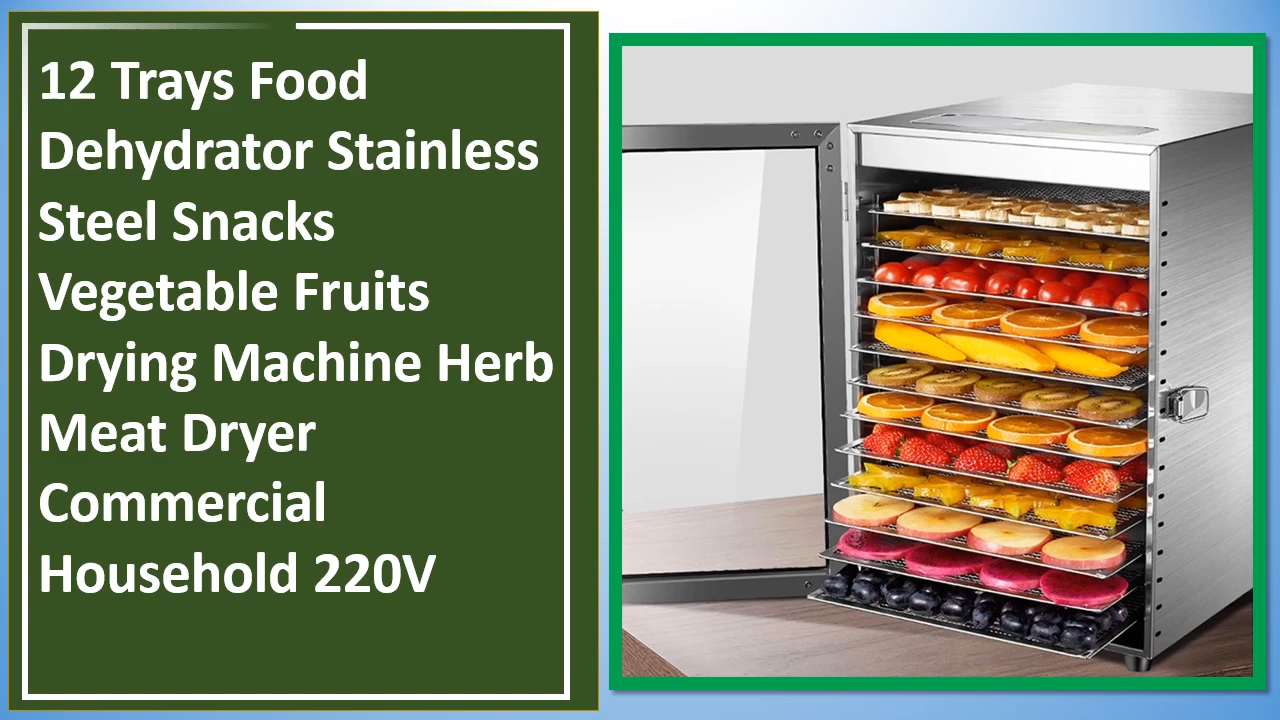 12 Trays Food
Dehydrator Stainless
Steel Snacks
Vegetable Fruits
Drying Machine Herb
Meat Dryer
Commercial
Household 220V